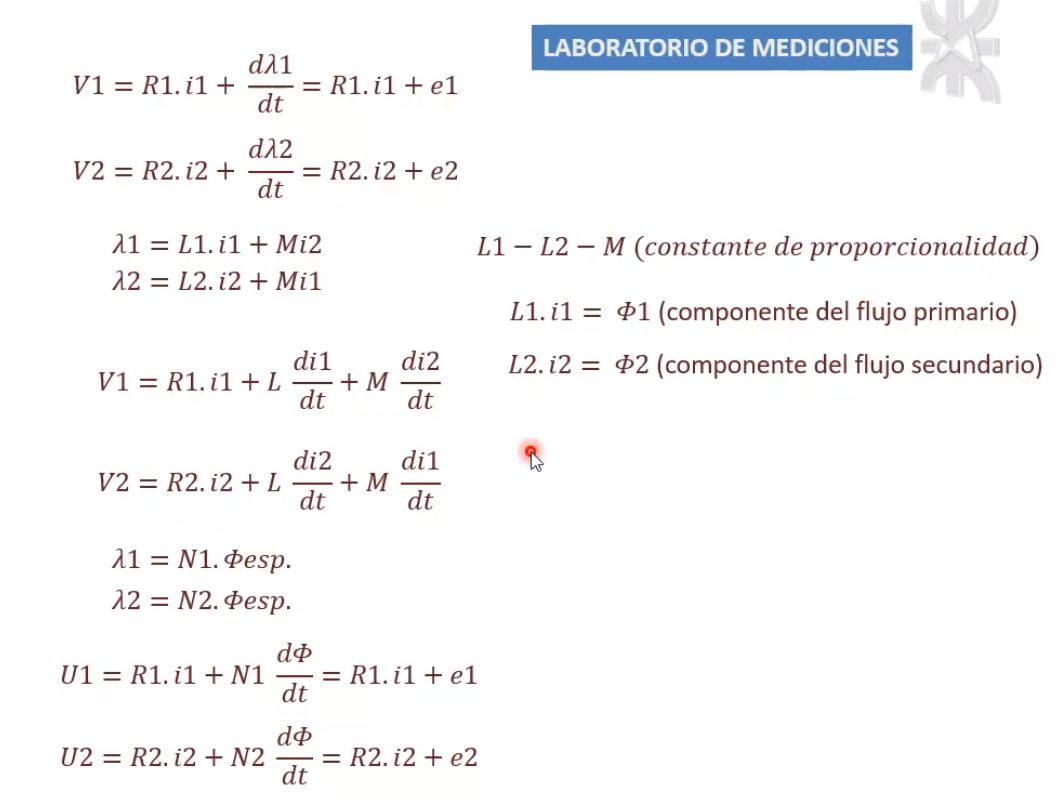 LABORATORIO DE MEDICIONES
V1 = R1. i1 + dλ1/dt = R1. i1 + e1
V2 = R2. i2 + dλ2/dt = R2. i2 + e2
λ1 = L1. i1 + Mi2
λ2 = L2. i2 + Mi1
L1 − L2 − M (constante de proporcionalidad)
L1. i1 = Φ1 (componente del flujo primario)
L2. i2 = Φ2 (componente del flujo secundario)
V1 = R1. i1 + L di1/dt + M di2/dt
V2 = R2. i2 + L di2/dt + M di1/dt
λ1 = N1. Φesp.
λ2 = N2. Φesp.
U1 = R1. i1 + N1 dΦ/dt = R1. i1 + e1
U2 = R2. i2 + N2 dΦ/dt = R2. i2 + e2